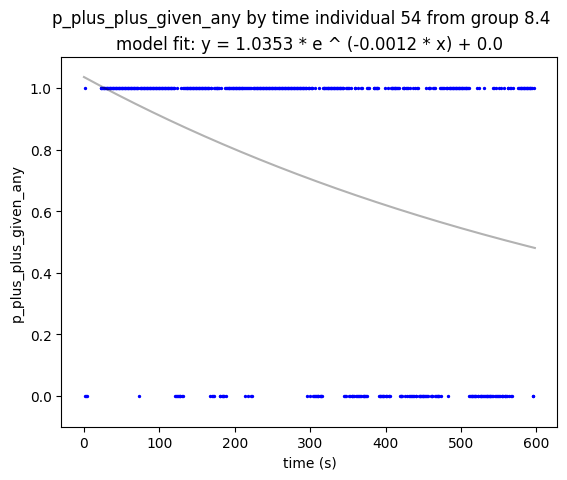 p_plus_plus_given_any by time individual 54 from group 8.4
model fit: y = 1.0353 * e ^ (-0.0012 * x) + 0.0
p_plus_plus_given_any
1.0
0.8
0.6
0.4
0.2
0.0
0 100 200 300 400 500 600
time (s)